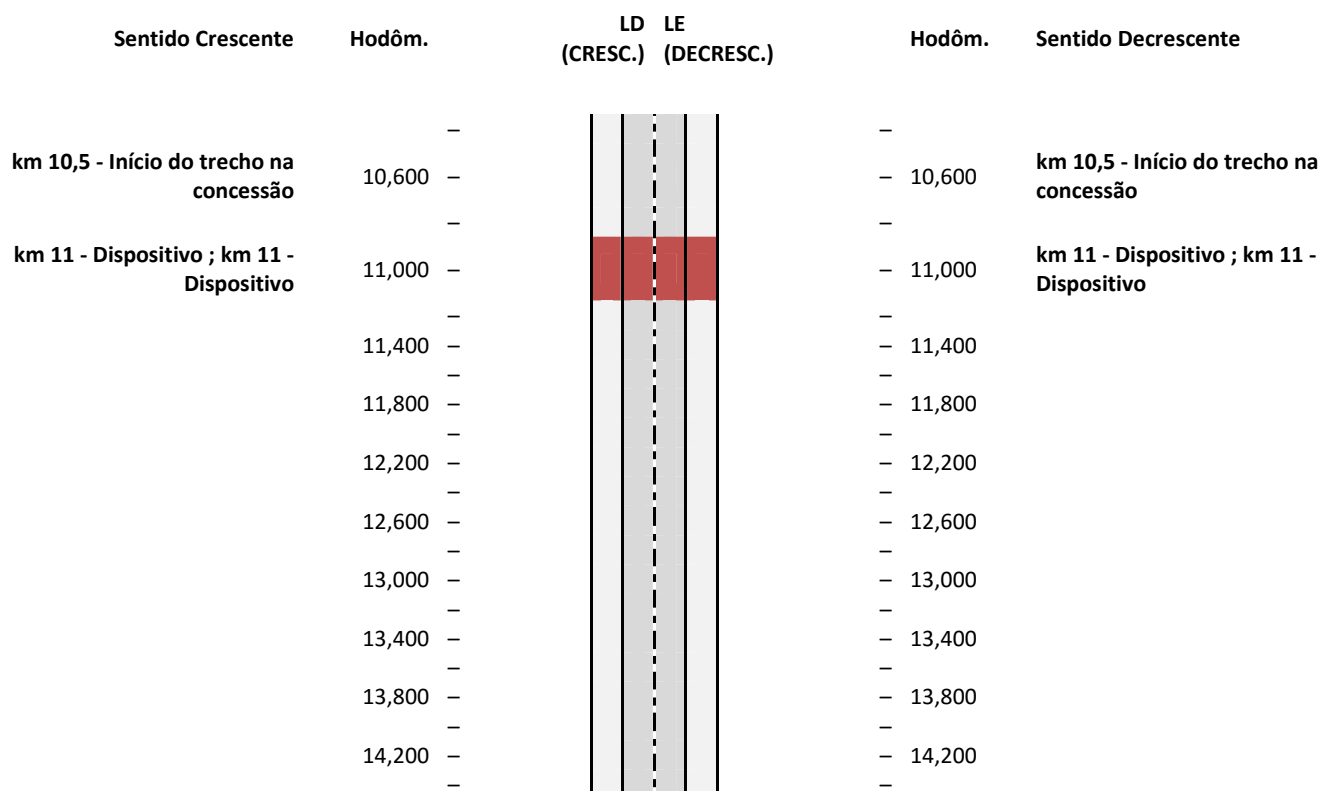 Sentido Crescente Hodôm. LD LE Hodôm. Sentido Decrescente
(CRESC.) (DECRESC.)
km 10,5 - Início do trecho na
concessão
10,600 – – 10,600
km 10,5 - Início do trecho na
concessão
km 11 - Dispositivo ; km 11 -
Dispositivo
11,000 – – 11,000
km 11 - Dispositivo ; km 11 -
Dispositivo
11,400 – – 11,400
11,800 – – 11,800
12,200 – – 12,200
12,600 – – 12,600
13,000 – – 13,000
13,400 – – 13,400
13,800 – – 13,800
14,200 – – 14,200